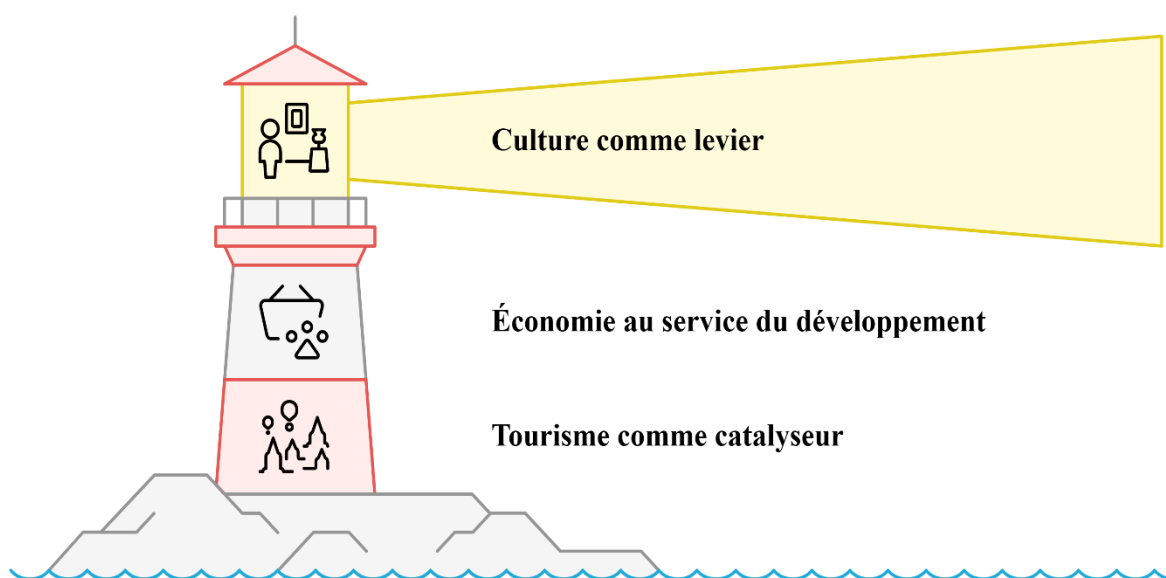 Culture comme levier
Économie au service du développement
Tourisme comme catalyseur